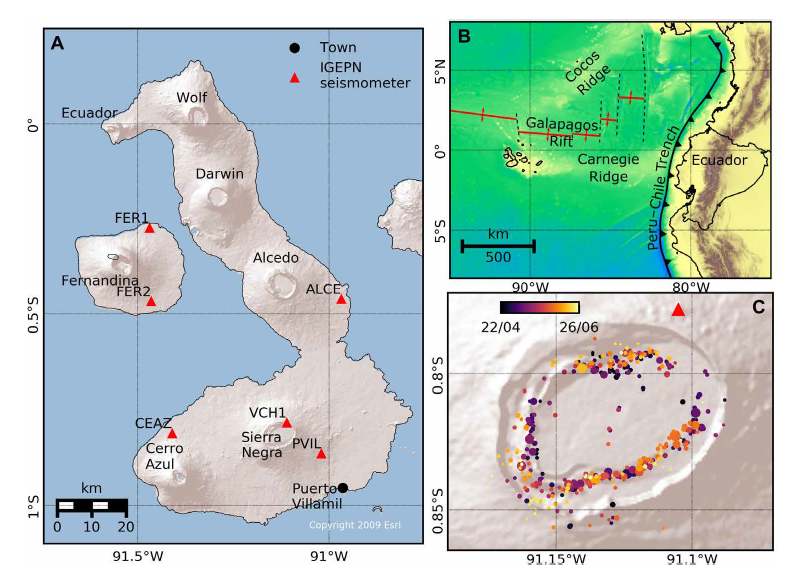 A
Town
IGEPN
seismometer
Wolf
Ecuador
0°
Darwin
FER1
Alcedo
Fernandina
FER2
ALCE
0.5°S
VCH1
CEAZ
Sierra
Negra
PVIL
Cerro
Azul
Puerto
Villamil
km
0 10 20
1°S
Copyright 2009 Esri
91.5°W
91°W
B
5°N
Cocos
Ridge
Galapagos
Rift
0°
Carnegie
Ridge
Ecuador
Peru-Chile Trench
5°S
km
500
90°W
80°W
C
22/04
26/06
0.8°S
0.85°S
91.15°W
91.1°W